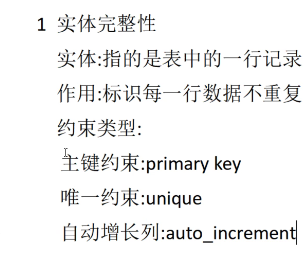 1 实体完整性
实体:指的是表中的一行记录
作用:标识每一行数据不重复
约束类型:
主键约束:primary key
唯一约束:unique
自动增长列:auto_increment